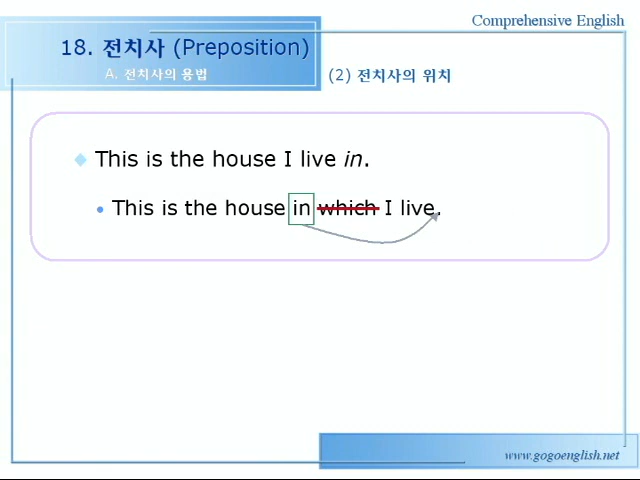 Comprehensive English
18. 전치사 (Preposition)
A. 전치사의 용법
(2) 전치사의 위치
This is the house I live in.
This is the house in which I live.
www.gogoenglish.net